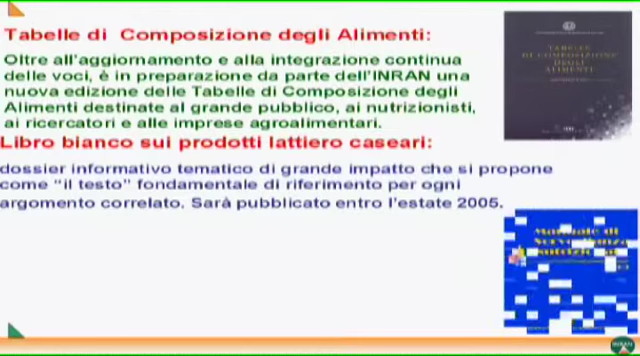 Tabelle di Composizione degli Alimenti:
Oltre all'aggiornamento e alla integrazione continua
delle voci, è in preparazione da parte dell'INRAN una
nuova edizione delle Tabelle di Composizione degli
Alimenti destinate al grande pubblico, ai nutrizionisti,
ai ricercatori e alle imprese agroalimentari.
TABELLE
DI COMPOSIZIONE
DEGLI
ALIMENTI
Libro bianco sui prodotti lattiero caseari:
dossier informativo tematico di grande impatto che si propone
come "il testo" fondamentale di riferimento per ogni
argomento correlato. Sarà pubblicato entro l'estate 2005.
Manuale di
INRAN